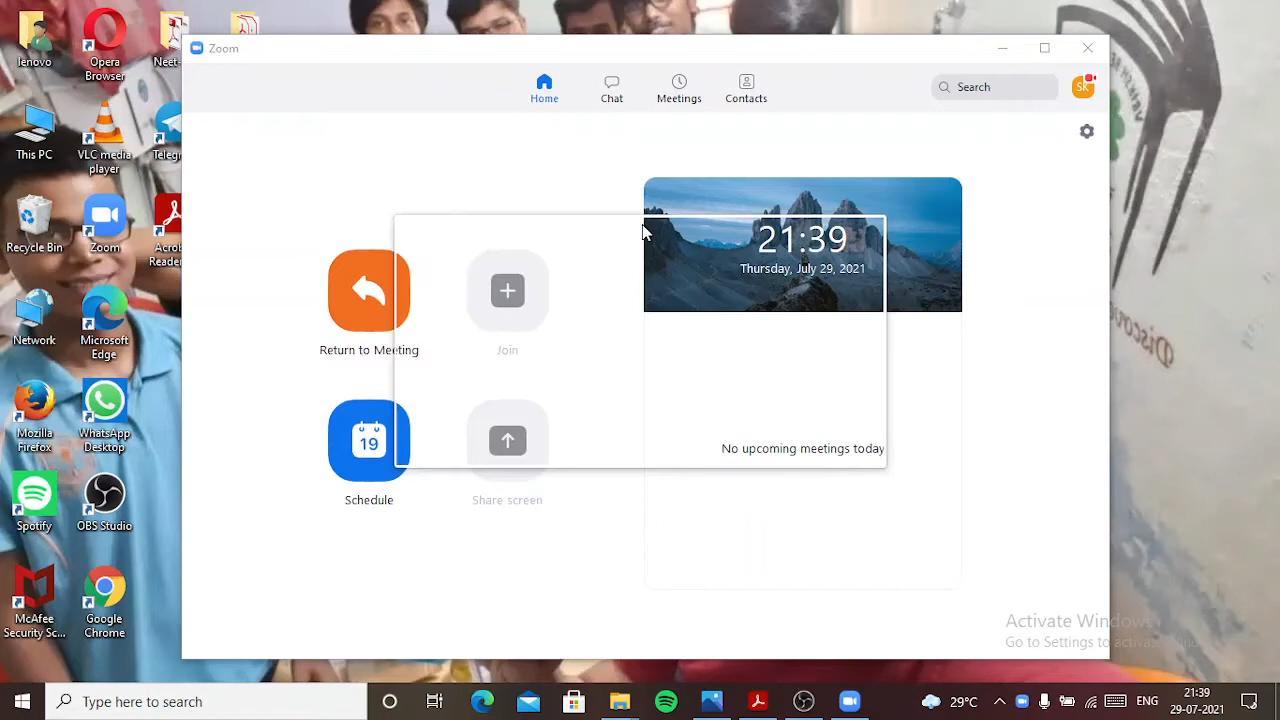 lenovo
Opera
Browser
Neet-
Zoom
Home
Chat
Meetings
Contacts
Search
SK
This PC
VLC media
player
Telegr
Recycle Bin
Zoom
Acrob
Reader
21:39
Thursday, July 29, 2021
Network
Microsoft
Edge
Return to Meeting
Join
Mozilla
Firefox
WhatsApp
Desktop
19
No upcoming meetings today
Schedule
Share screen
Spotify
OBS Studio
McAfee
Security Sc...
Google
Chrome
Discov
Activate Windows
Go to Settings to activate Windows.
Type here to search
29°C
ENG
21:39
29-07-2021